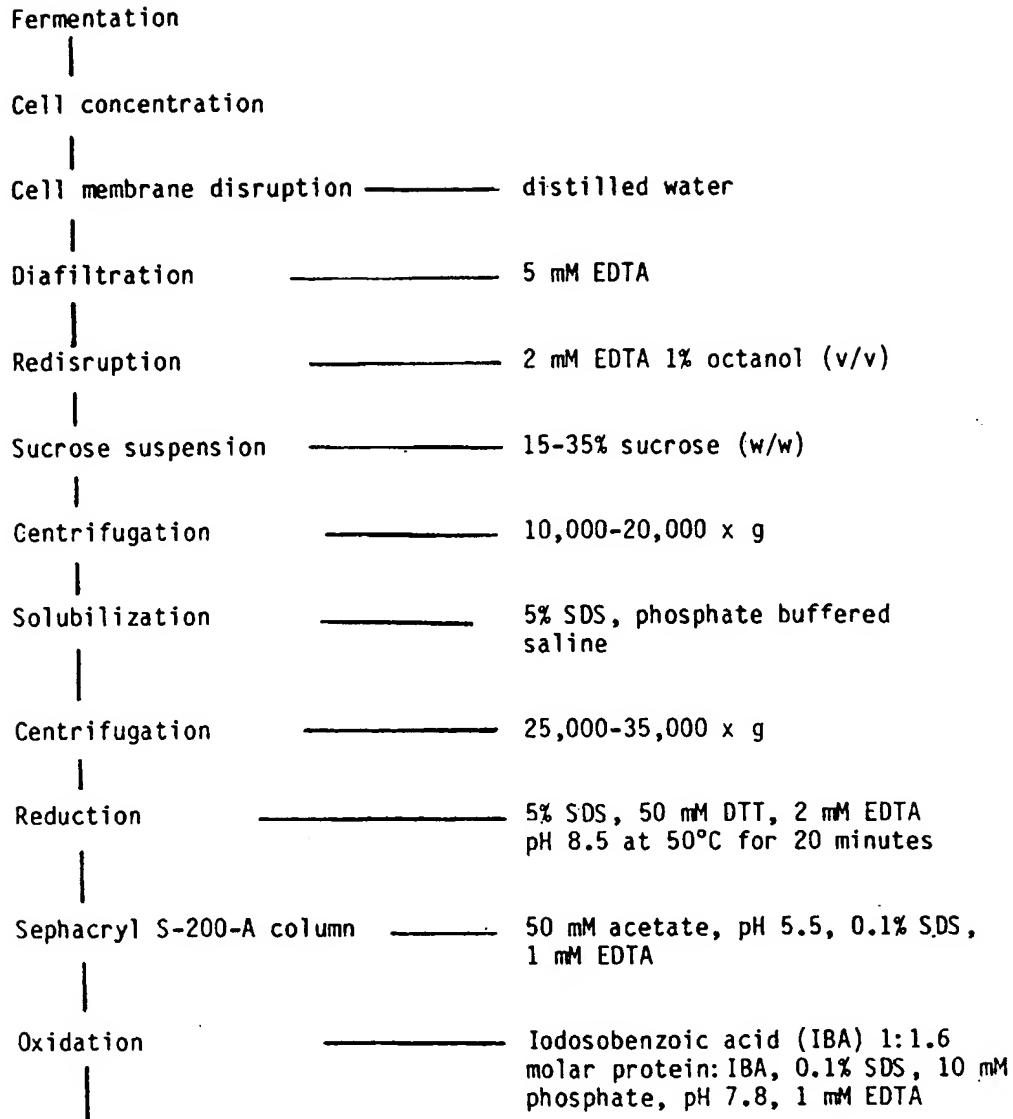 Fermentation
Cell concentration
Cell membrane disruption distilled water
Diafiltration 5 mM EDTA
Redisruption 2 mM EDTA 1% octanol (v/v)
Sucrose suspension 15-35% sucrose (w/w)
Centrifugation 10,000-20,000 x g
Solubilization 5% SDS, phosphate buffered
saline
Centrifugation 25,000-35,000 x g
Reduction 5% SDS, 50 mM DTT, 2 mM EDTA
pH 8.5 at 50°C for 20 minutes
Sephacryl S-200-A column 50 mM acetate, pH 5.5, 0.1% SDS,
1 mM EDTA
Oxidation Iodosobenzoic acid (IBA) 1:1.6
molar protein: IBA, 0.1% SDS, 10 mM
phosphate, pH 7.8, 1 mM EDTA